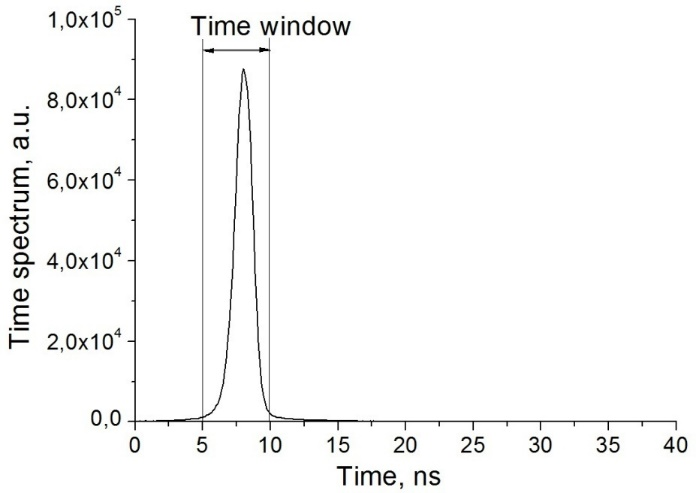 Time window
1,0x10⁵
8,0x10⁴
6,0x10⁴
4,0x10⁴
2,0x10⁴
0,0
Time spectrum, a.u.
0 5 10 15 20 25 30 35 40
Time, ns